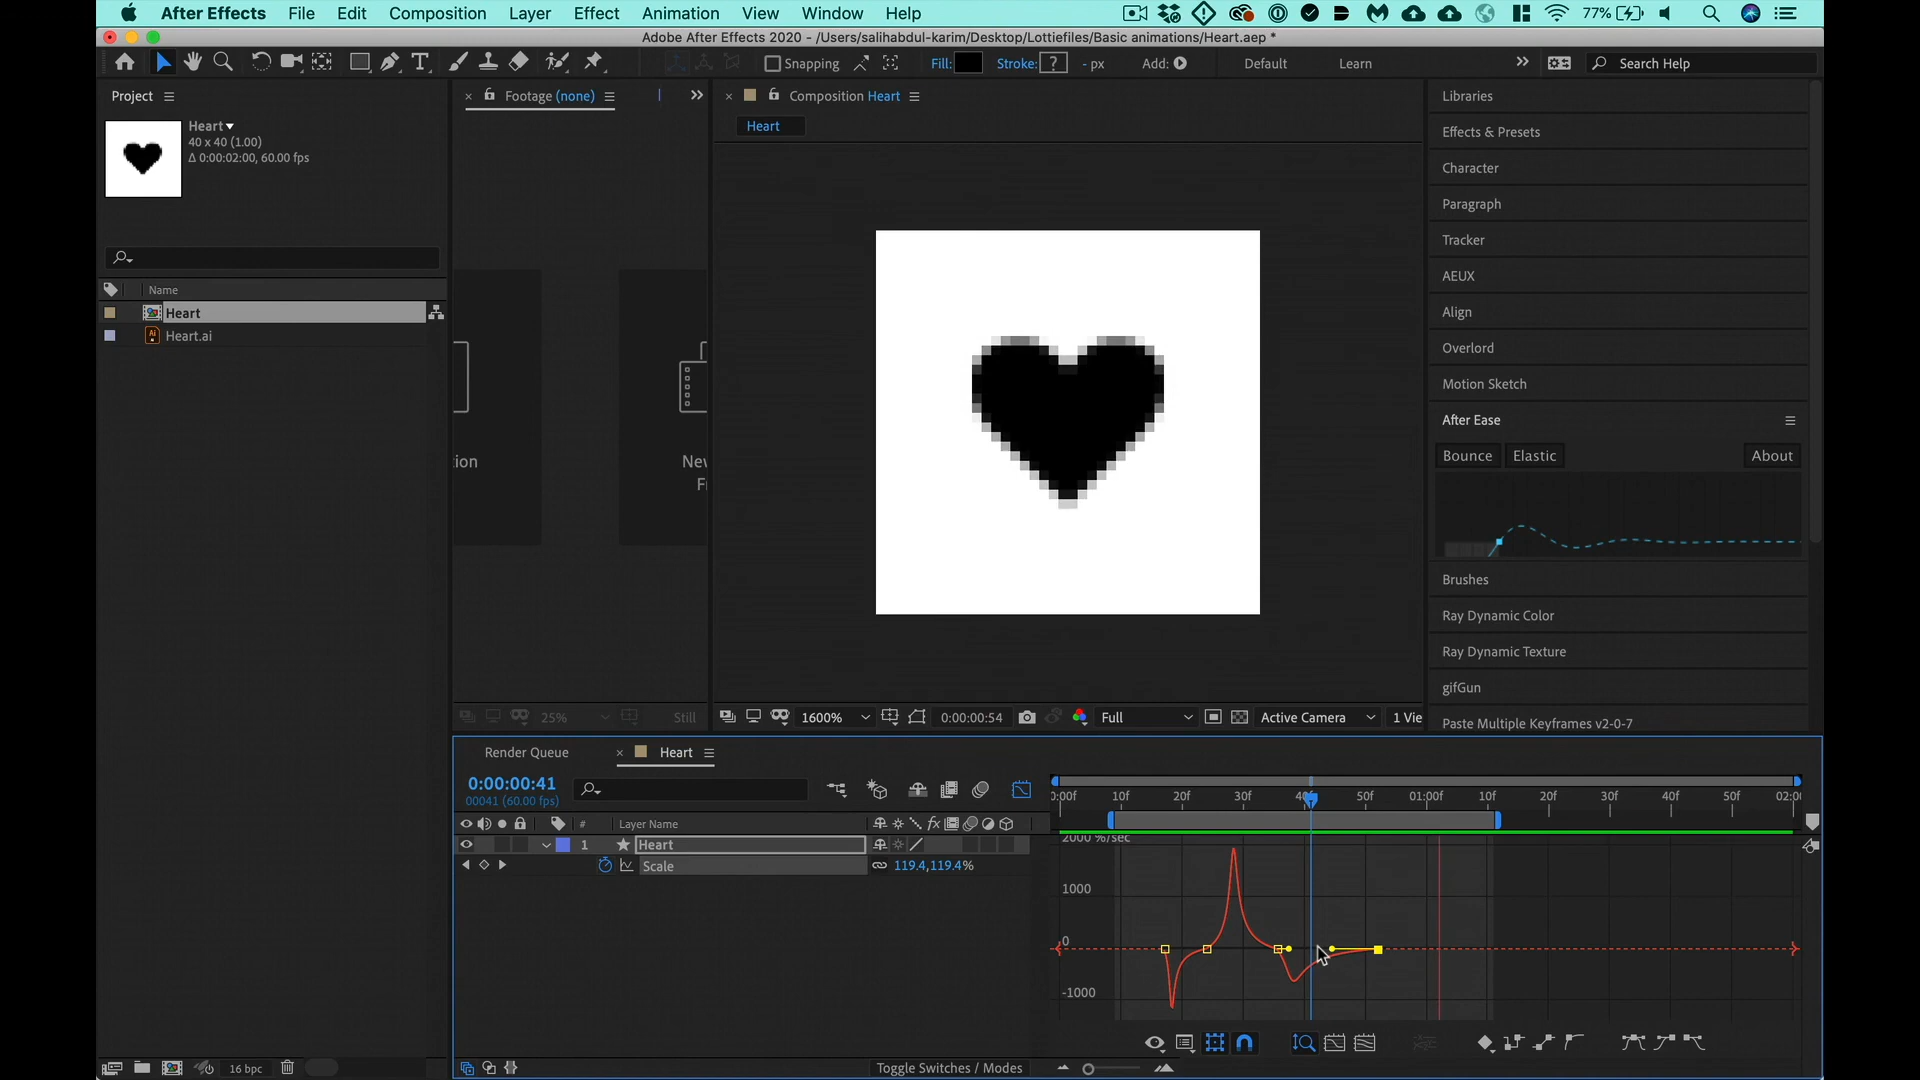 After Effects File Edit Composition Layer Effect Animation View Window Help 77%
Adobe After Effects 2020 - /Users/salihabdul-karim/Desktop/Lottiefiles/Basic animations/Heart.aep *
Snapping Fill: Stroke: ? - px Add: Default Learn Search Help
Project
Heart
40 x 40 (1.00)
Δ 0:00:02:00, 60.00 fps
Name
Heart
Heart.ai
Footage (none)
tion
New
F
25% Still
Composition Heart
Heart
1600% 0:00:00:54 Full Active Camera 1 Vie
Libraries
Effects & Presets
Character
Paragraph
Tracker
AEUX
Align
Overlord
Motion Sketch
After Ease
Bounce Elastic About
Brushes
Ray Dynamic Color
Ray Dynamic Texture
gifGun
Paste Multiple Keyframes v2-0-7
Render Queue Heart
0:00:00:41
00041 (60.00 fps)
# Layer Name
1 Heart
Scale 119.4,119.4%
0:00f 10f 20f 30f 40f 50f 01:00f 10f 20f 30f 40f 50f 02:00
2000 %/sec
1000
0
-1000
16 bpc
Toggle Switches / Modes